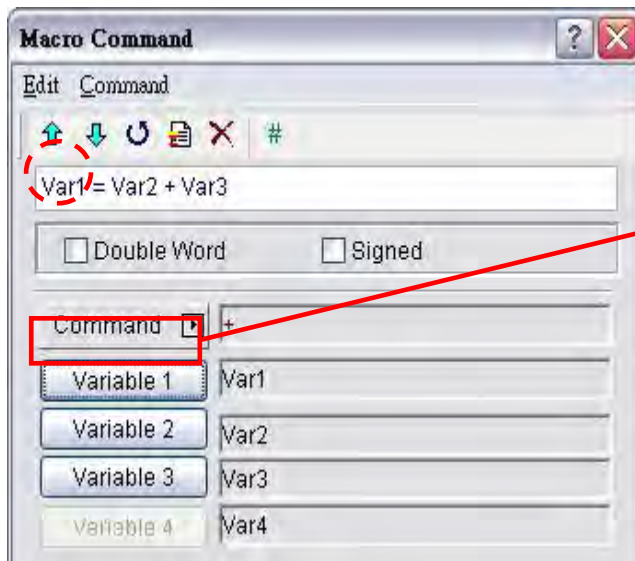 Macro Command
Edit Command
#
Var1 = Var2 + Var3
Double Word Signed
Command +
Variable 1 Var1
Variable 2 Var2
Variable 3 Var3
Variable 4 Var4